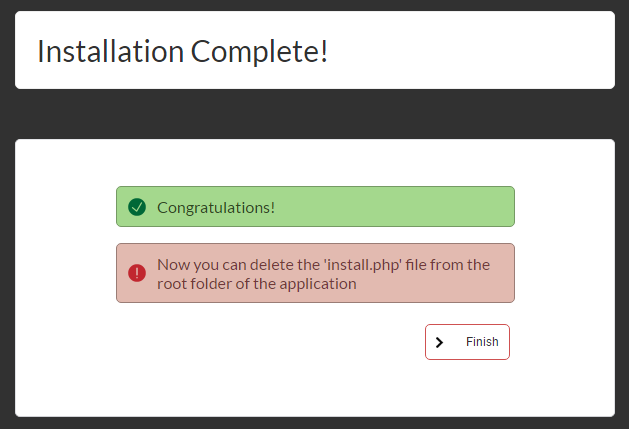 Installation Complete!
Congratulations!
Now you can delete the 'install.php' file from the
root folder of the application
Finish